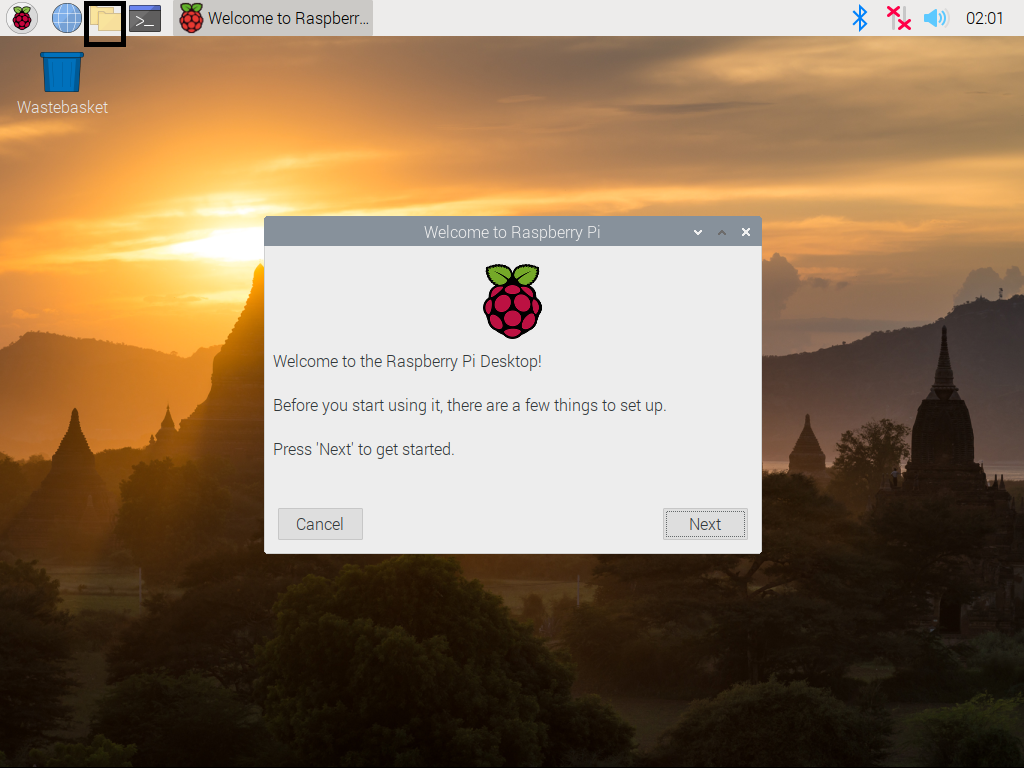 Welcome to Raspberr...
02:01
Wastebasket
Welcome to Raspberry Pi
Welcome to the Raspberry Pi Desktop!
Before you start using it, there are a few things to set up.
Press 'Next' to get started.
Cancel
Next